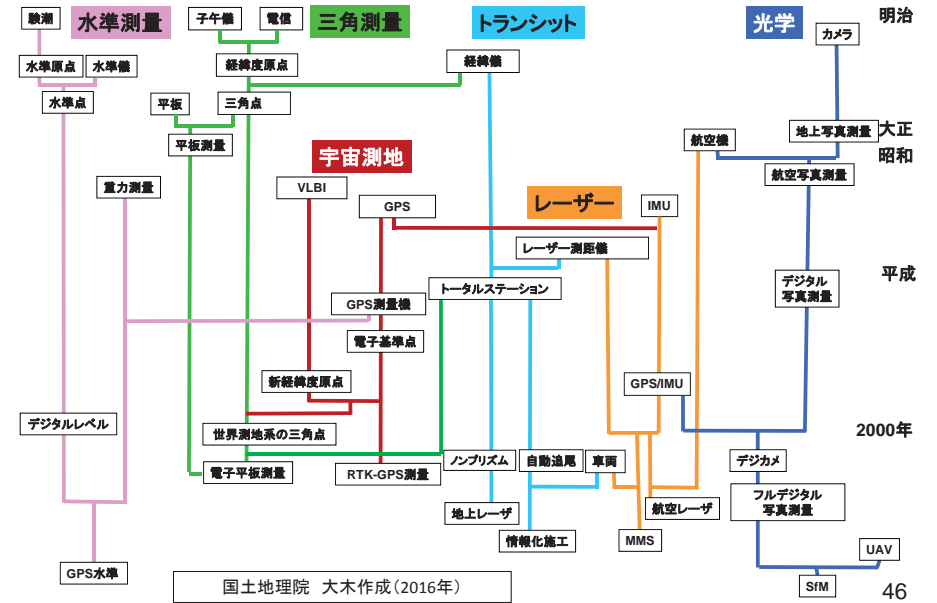 水準測量
三角測量
トランシット
光学
明治
験潮
子午儀
電信
カメラ
水準原点
水準儀
経緯度原点
経緯儀
水準点
平板
三角点
地上写真測量
大正
平板測量
航空機
昭和
宇宙測地
航空写真測量
重力測量
VLBI
GPS
レーザー
IMU
レーザー測距儀
平成
トータルステーション
デジタル
写真測量
GPS測量機
電子基準点
新経緯度原点
GPS/IMU
デジタルレベル
世界測地系の三角点
2000年
電子平板測量
RTK-GPS測量
ノンプリズム
自動追尾
車両
デジカメ
地上レーザ
航空レーザ
フルデジタル
写真測量
情報化施工
MMS
UAV
GPS水準
SfM
国土地理院 大木作成(2016年)
46